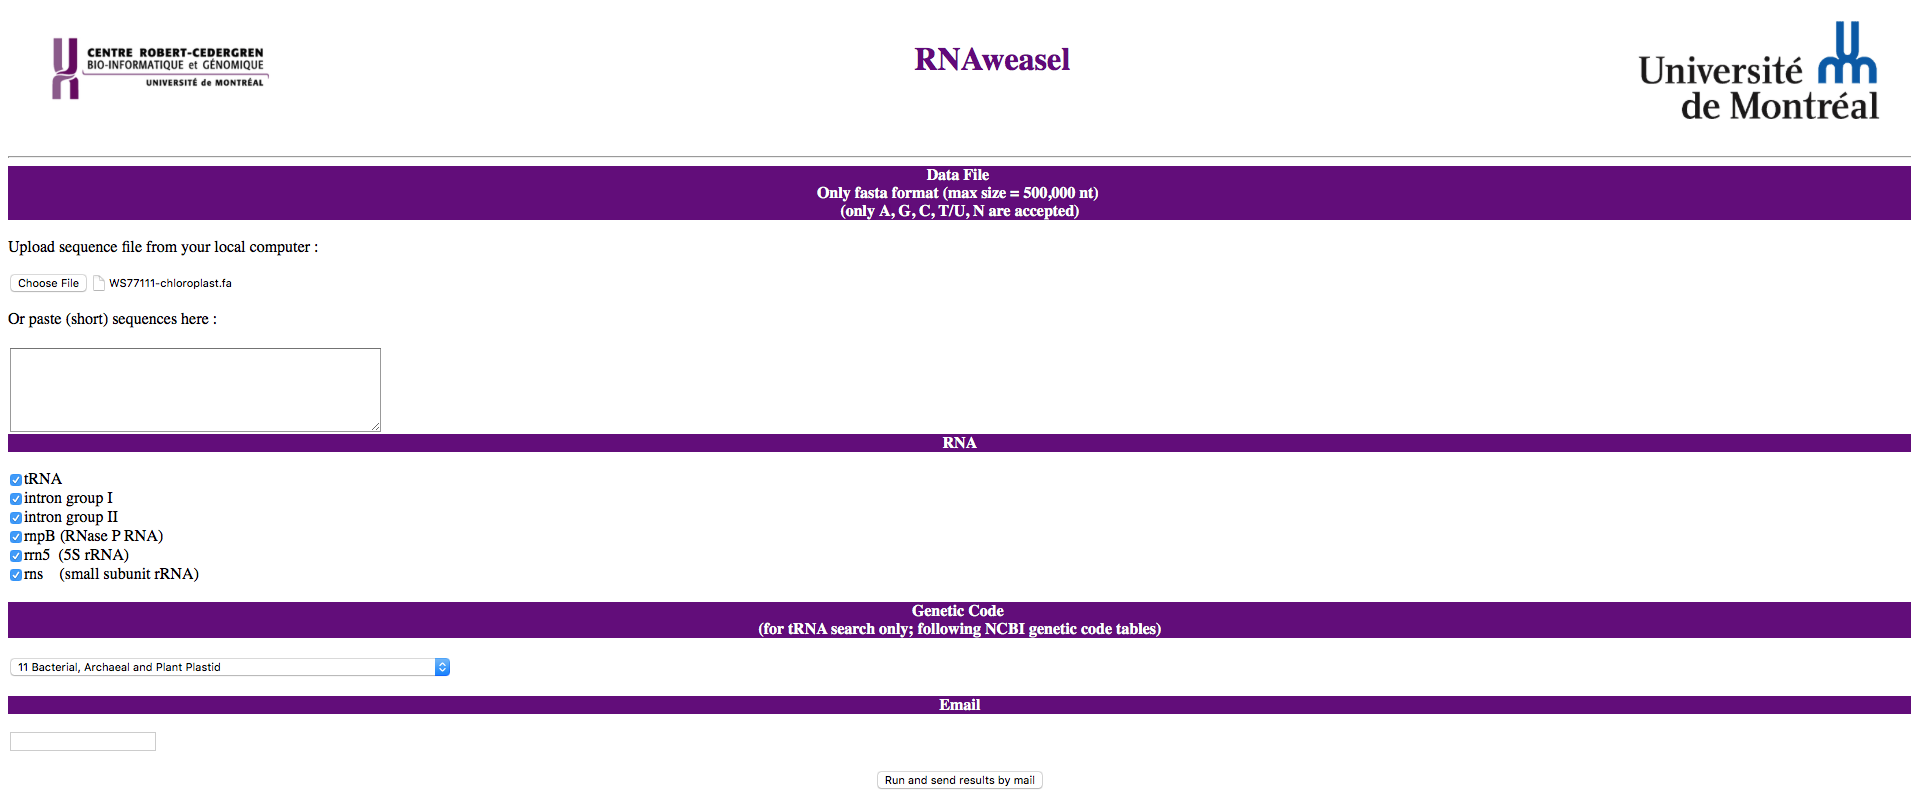 CENTRE ROBERT-CEDERGREN
BIO-INFORMATIQUE et GÉNOMIQUE
UNIVERSITÉ de MONTRÉAL
RNAweasel
Université
de Montréal
Data File
Only fasta format (max size = 500,000 nt)
(only A, G, C, T/U, N are accepted)
Upload sequence file from your local computer :
Choose File WS77111-chloroplast.fa
Or paste (short) sequences here :
RNA
tRNA
intron group I
intron group II
rnpB (RNase P RNA)
rrn5 (5S rRNA)
rns (small subunit rRNA)
Genetic Code
(for tRNA search only; following NCBI genetic code tables)
11 Bacterial, Archaeal and Plant Plastid
Email
Run and send results by mail